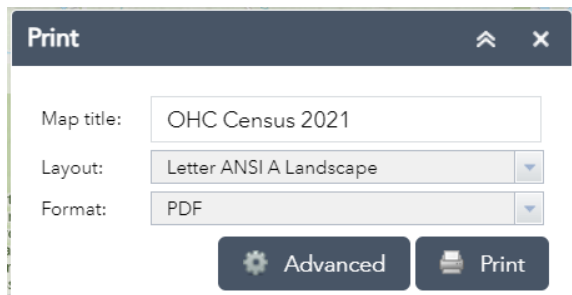 Print
Map title: OHC Census 2021
Layout: Letter ANSI A Landscape
Format: PDF
Advanced Print